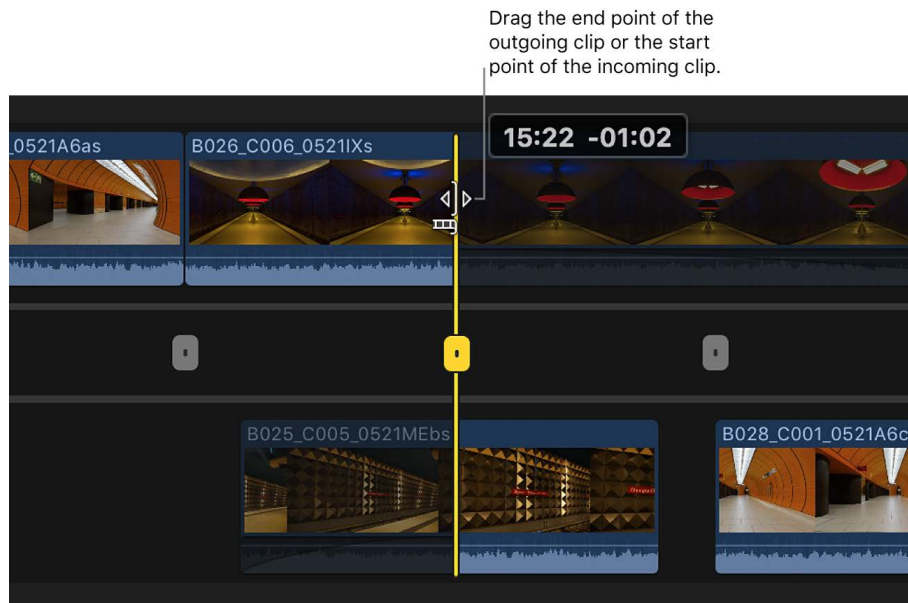 Drag the end point of the
outgoing clip or the start
point of the incoming clip.
15:22 -01:02
_0521A6as
B026_C006_0521IXs
B025_C005_0521MEbs
B028_C001_0521A6c